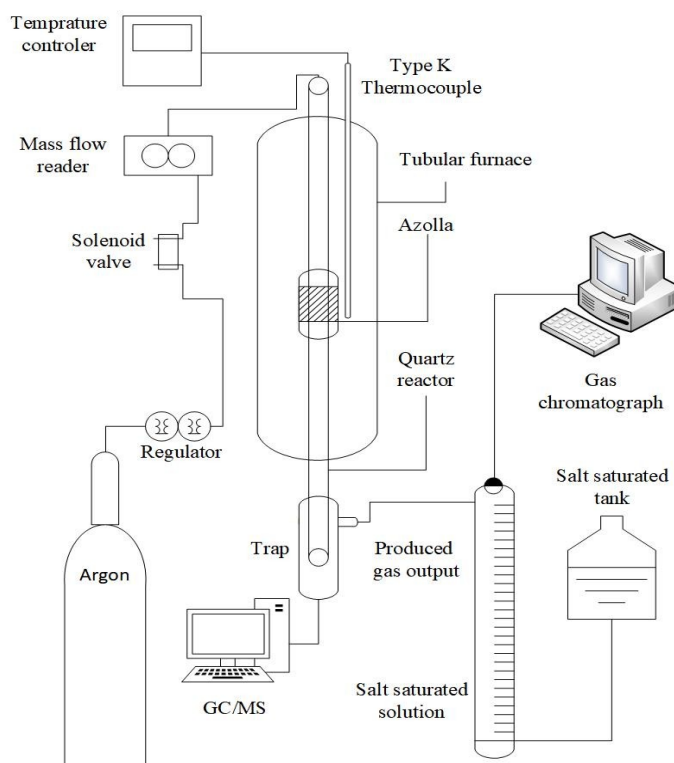 Temprature
controler
Type K
Thermocouple
Mass flow
reader
Tubular furnace
Azolla
Solenoid
valve
Quartz
reactor
Gas
chromatograph
Regulator
Salt saturated
tank
Trap
Produced
gas output
Argon
GC/MS
Salt saturated
solution